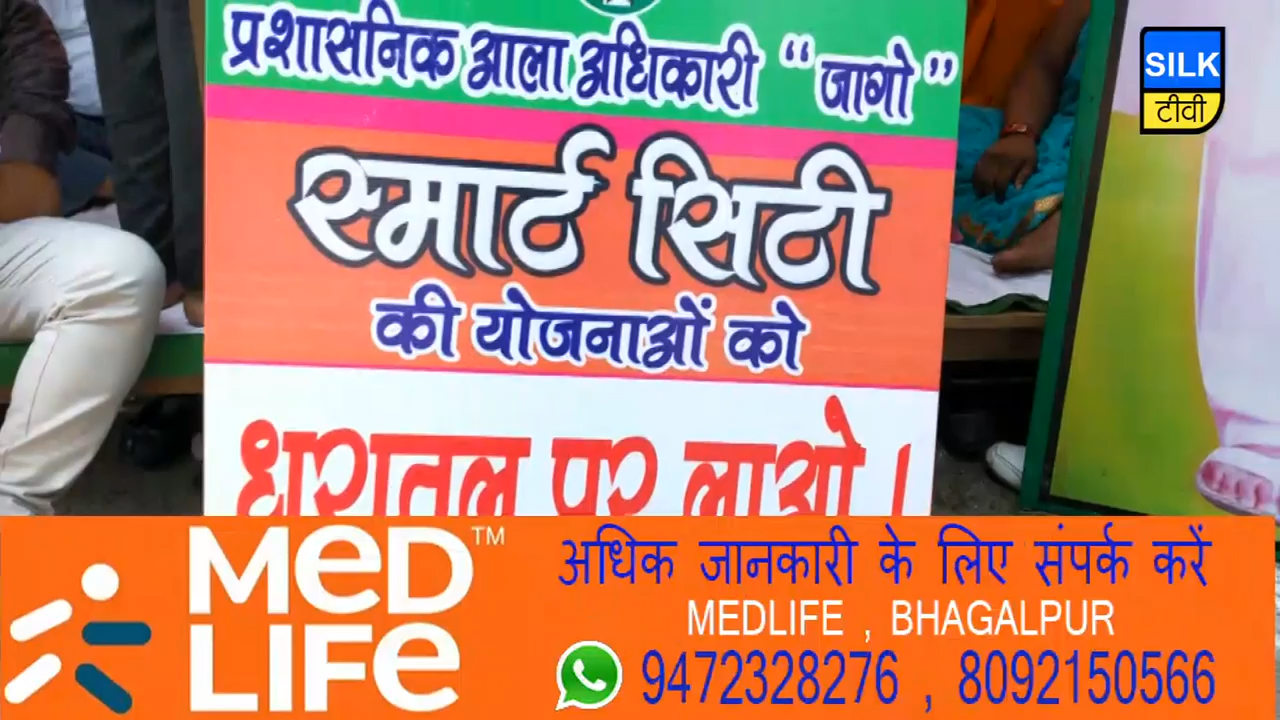 प्रशासनिक आला अधिकारी “जागो”
स्मार्ट सिटी
की योजनाओं को
धरातल पर लाओ।
SILK
टीवी
MeD
LIFe™
अधिक जानकारी के लिए संपर्क करें
MEDLIFE , BHAGALPUR
9472328276 , 8092150566